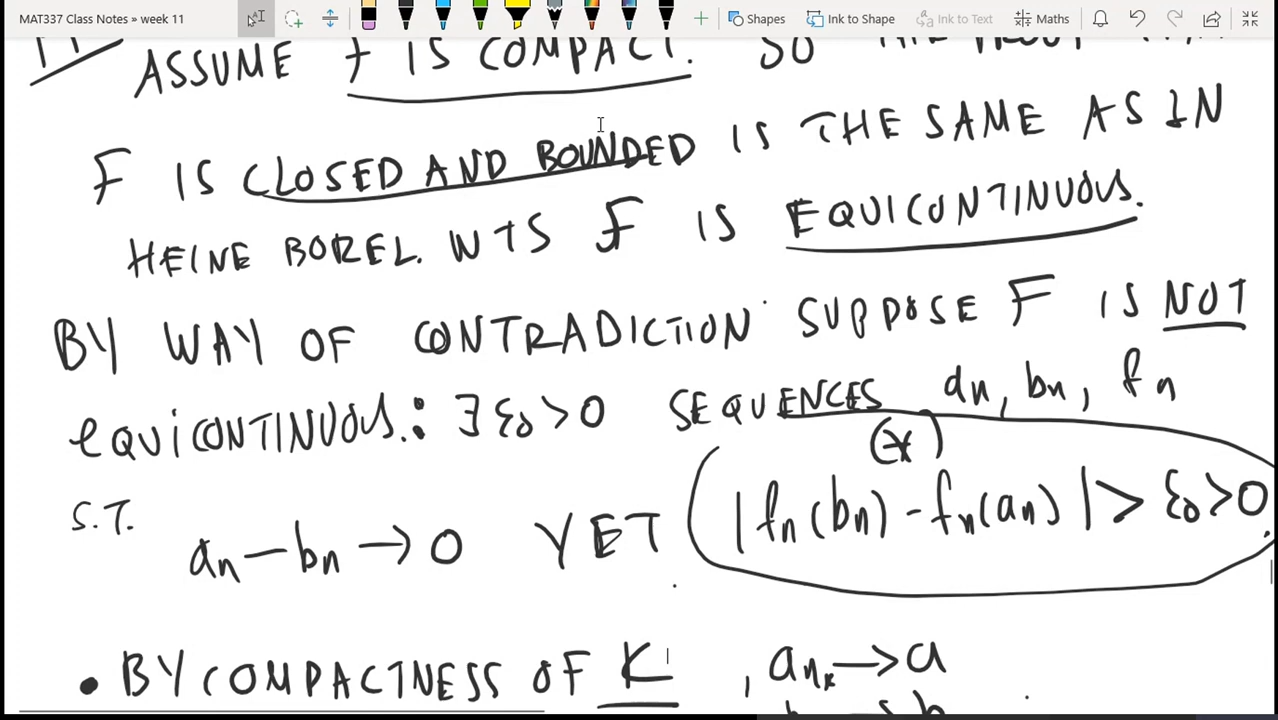 MAT337 Class Notes » week 11
Shapes Ink to Shape Ink to Text Maths
ASSUME F IS COMPACT. SO THE PROOF
F IS CLOSED AND BOUNDED IS THE SAME AS IN
HEINE BOREL. WTS F IS EQUICONTINUOUS.
BY WAY OF CONTRADICTION SUPPOSE F IS NOT
EQUICONTINUOUS.: ∃ ε₀ > 0 SEQUENCES aₙ, bₙ, fₙ
(*)
S.T. aₙ — bₙ → 0 YET |fₙ(bₙ) - fₙ(aₙ)| > ε₀ > 0.
• BY COMPACTNESS OF K, aₙₖ → a